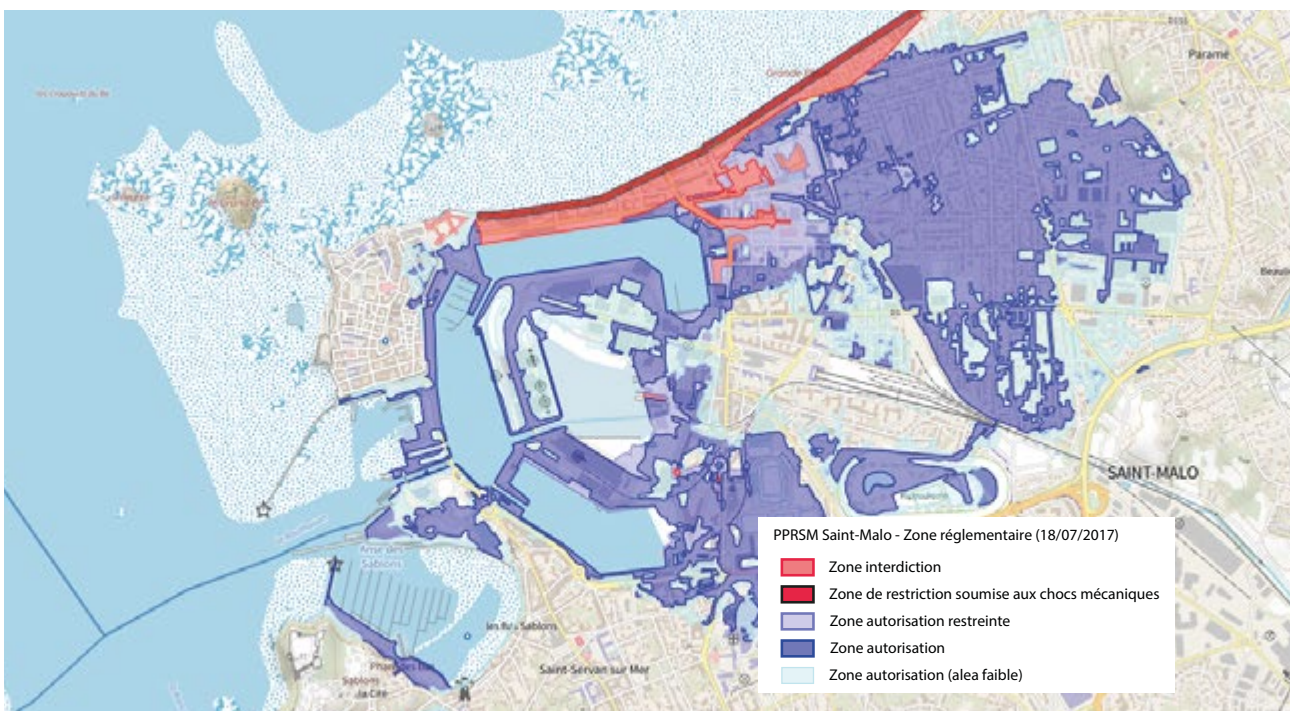 Paramé
SAINT-MALO
Anse des
Sablons
les Bas Sablons
Saint-Servan sur Mer
la Cité
PPRSM Saint-Malo - Zone réglementaire (18/07/2017)
Zone interdiction
Zone de restriction soumise aux chocs mécaniques
Zone autorisation restreinte
Zone autorisation
Zone autorisation (alea faible)